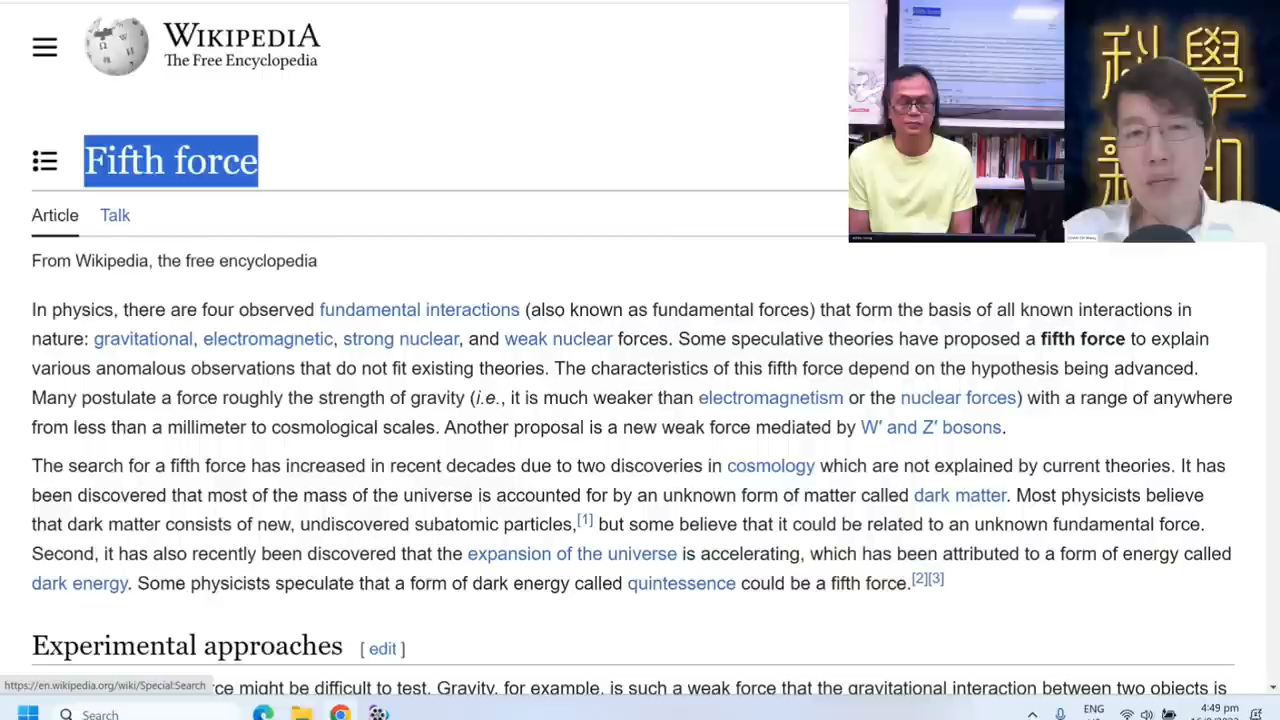 WIKIPEDIA
The Free Encyclopedia
Fifth force
Article Talk
From Wikipedia, the free encyclopedia
In physics, there are four observed fundamental interactions (also known as fundamental forces) that form the basis of all known interactions in
nature: gravitational, electromagnetic, strong nuclear, and weak nuclear forces. Some speculative theories have proposed a fifth force to explain
various anomalous observations that do not fit existing theories. The characteristics of this fifth force depend on the hypothesis being advanced.
Many postulate a force roughly the strength of gravity (i.e., it is much weaker than electromagnetism or the nuclear forces) with a range of anywhere
from less than a millimeter to cosmological scales. Another proposal is a new weak force mediated by W′ and Z′ bosons.
The search for a fifth force has increased in recent decades due to two discoveries in cosmology which are not explained by current theories. It has
been discovered that most of the mass of the universe is accounted for by an unknown form of matter called dark matter. Most physicists believe
that dark matter consists of new, undiscovered subatomic particles,[1] but some believe that it could be related to an unknown fundamental force.
Second, it has also recently been discovered that the expansion of the universe is accelerating, which has been attributed to a form of energy called
dark energy. Some physicists speculate that a form of dark energy called quintessence could be a fifth force.[2][3]
Experimental approaches [ edit ]
https://en.wikipedia.org/wiki/Special:Search
might be difficult to test. Gravity, for example, is such a weak force that the gravitational interaction between two objects is
Search
ENG
4:49 pm
科學
新知